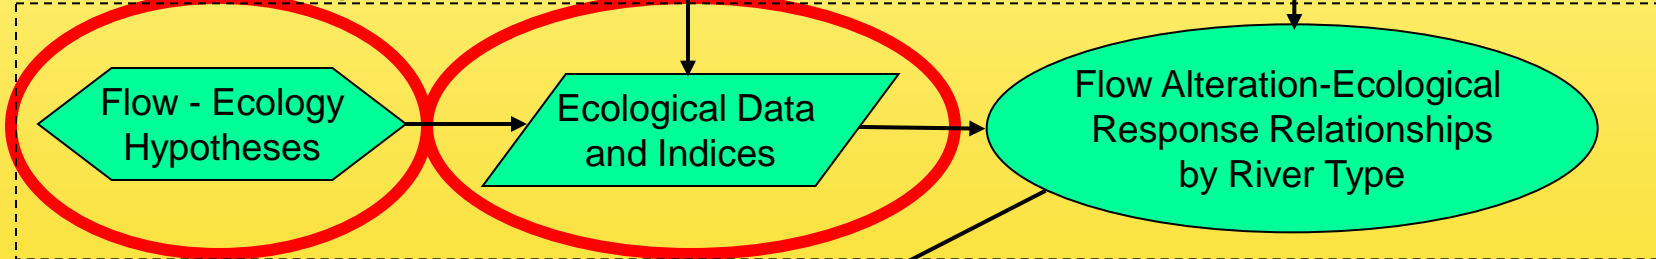 Flow - Ecology
Hypotheses
Ecological Data
and Indices
Flow Alteration-Ecological
Response Relationships
by River Type